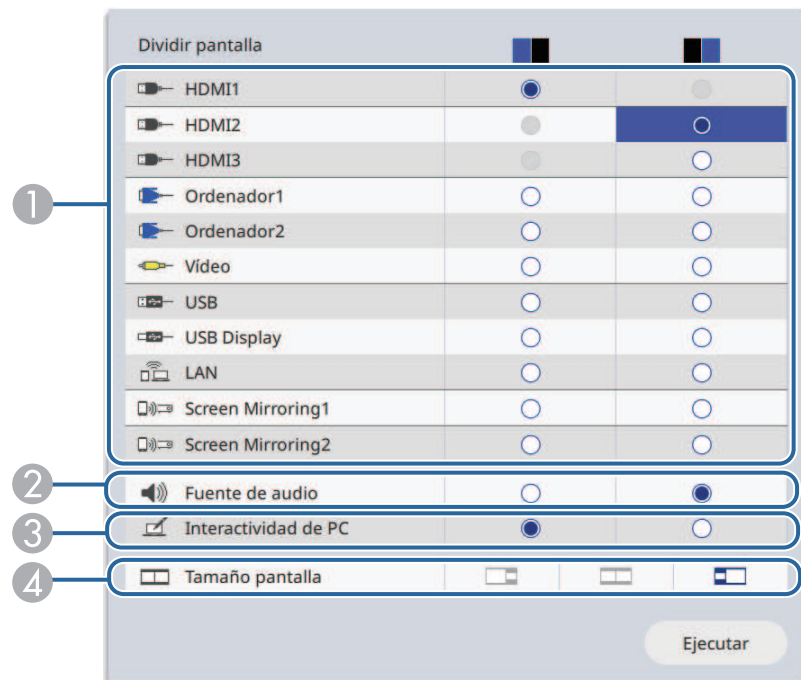 Dividir pantalla
HDMI1
HDMI2
HDMI3
1
Ordenador1
Ordenador2
Vídeo
USB
USB Display
LAN
Screen Mirroring1
Screen Mirroring2
2 Fuente de audio
3 Interactividad de PC
4 Tamaño pantalla
Ejecutar